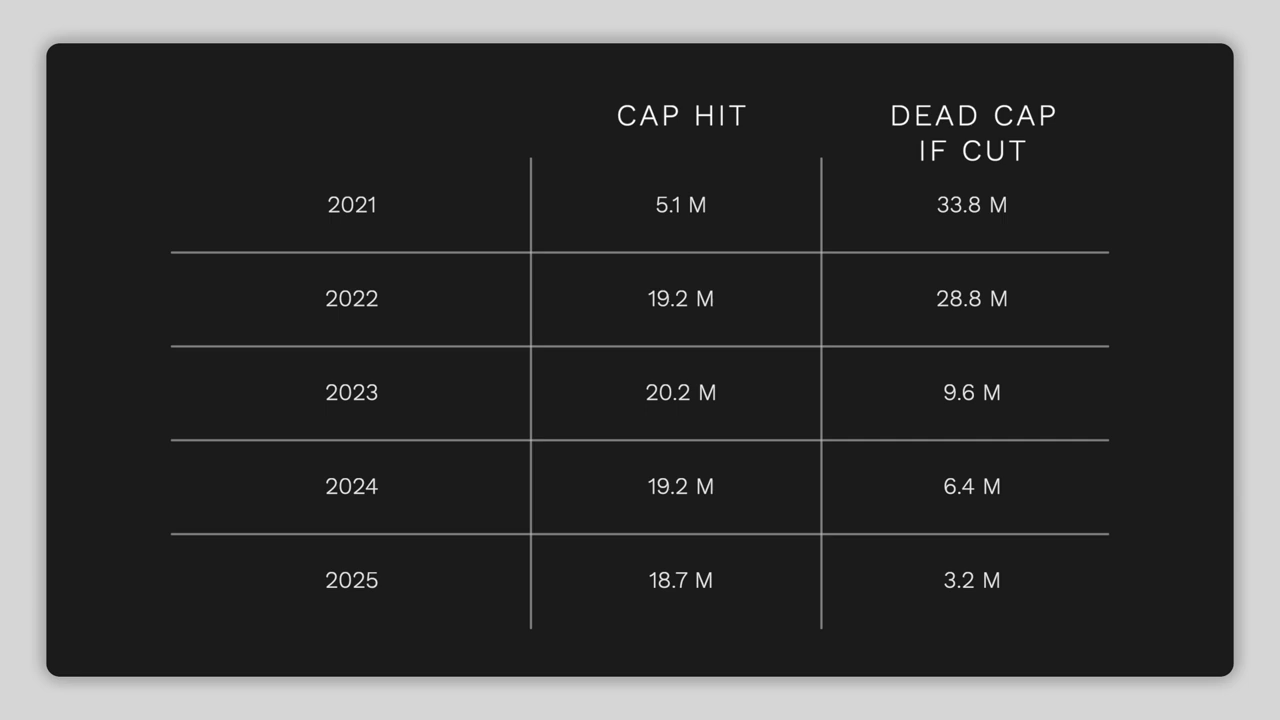 CAP HIT
DEAD CAP
IF CUT
2021 5.1 M 33.8 M
2022 19.2 M 28.8 M
2023 20.2 M 9.6 M
2024 19.2 M 6.4 M
2025 18.7 M 3.2 M